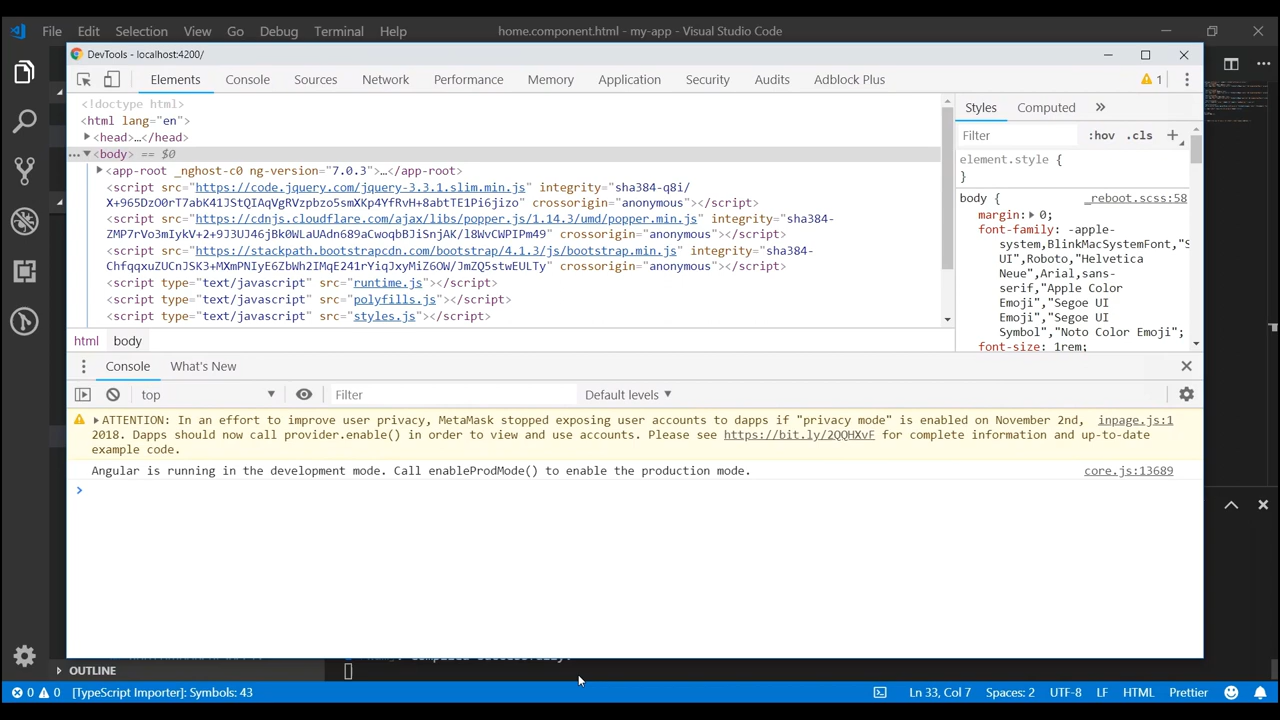 File Edit Selection View Go Debug Terminal Help home.component.html - my-app - Visual Studio Code
DevTools - localhost:4200/
Elements Console Sources Network Performance Memory Application Security Audits Adblock Plus 1
<!doctype html>
<html lang="en">
<head>…</head>
<body> == $0
<app-root _nghost-c0 ng-version="7.0.3">…</app-root>
<script src="https://code.jquery.com/jquery-3.3.1.slim.min.js" integrity="sha384-q8i/
X+965DzO0rT7abK41JStQIAqVgRVzpbzo5smXKp4YfRvH+8abtTE1Pi6jizo" crossorigin="anonymous"></script>
<script src="https://cdnjs.cloudflare.com/ajax/libs/popper.js/1.14.3/umd/popper.min.js" integrity="sha384-
ZMP7rVo3mIykV+2+9J3UJ46jBk0WLaUAdn689aCwoqbBJiSnjAK/l8WvCWPIPm49" crossorigin="anonymous"></script>
<script src="https://stackpath.bootstrapcdn.com/bootstrap/4.1.3/js/bootstrap.min.js" integrity="sha384-
ChfqqxuZUCnJSK3+MXmPNIyE6ZbWh2IMqE241rYiqJxyMiZ6OW/JmZQ5stwEULTy" crossorigin="anonymous"></script>
<script type="text/javascript" src="runtime.js"></script>
<script type="text/javascript" src="polyfills.js"></script>
<script type="text/javascript" src="styles.js"></script>
html body
Styles Computed »
Filter :hov .cls +
element.style {
}
body { _reboot.scss:58
margin: 0;
font-family: -apple-
system,BlinkMacSystemFont,"S
UI",Roboto,"Helvetica
Neue",Arial,sans-
serif,"Apple Color
Emoji","Segoe UI
Emoji","Segoe UI
Symbol","Noto Color Emoji";
font-size: 1rem;
Console What's New
top Filter Default levels
ATTENTION: In an effort to improve user privacy, MetaMask stopped exposing user accounts to dapps if "privacy mode" is enabled on November 2nd, inpage.js:1
2018. Dapps should now call provider.enable() in order to view and use accounts. Please see https://bit.ly/2QQHXvF for complete information and up-to-date
example code.
Angular is running in the development mode. Call enableProdMode() to enable the production mode. core.js:13689
>
OUTLINE
0 0 [TypeScript Importer]: Symbols: 43 Ln 33, Col 7 Spaces: 2 UTF-8 LF HTML Prettier